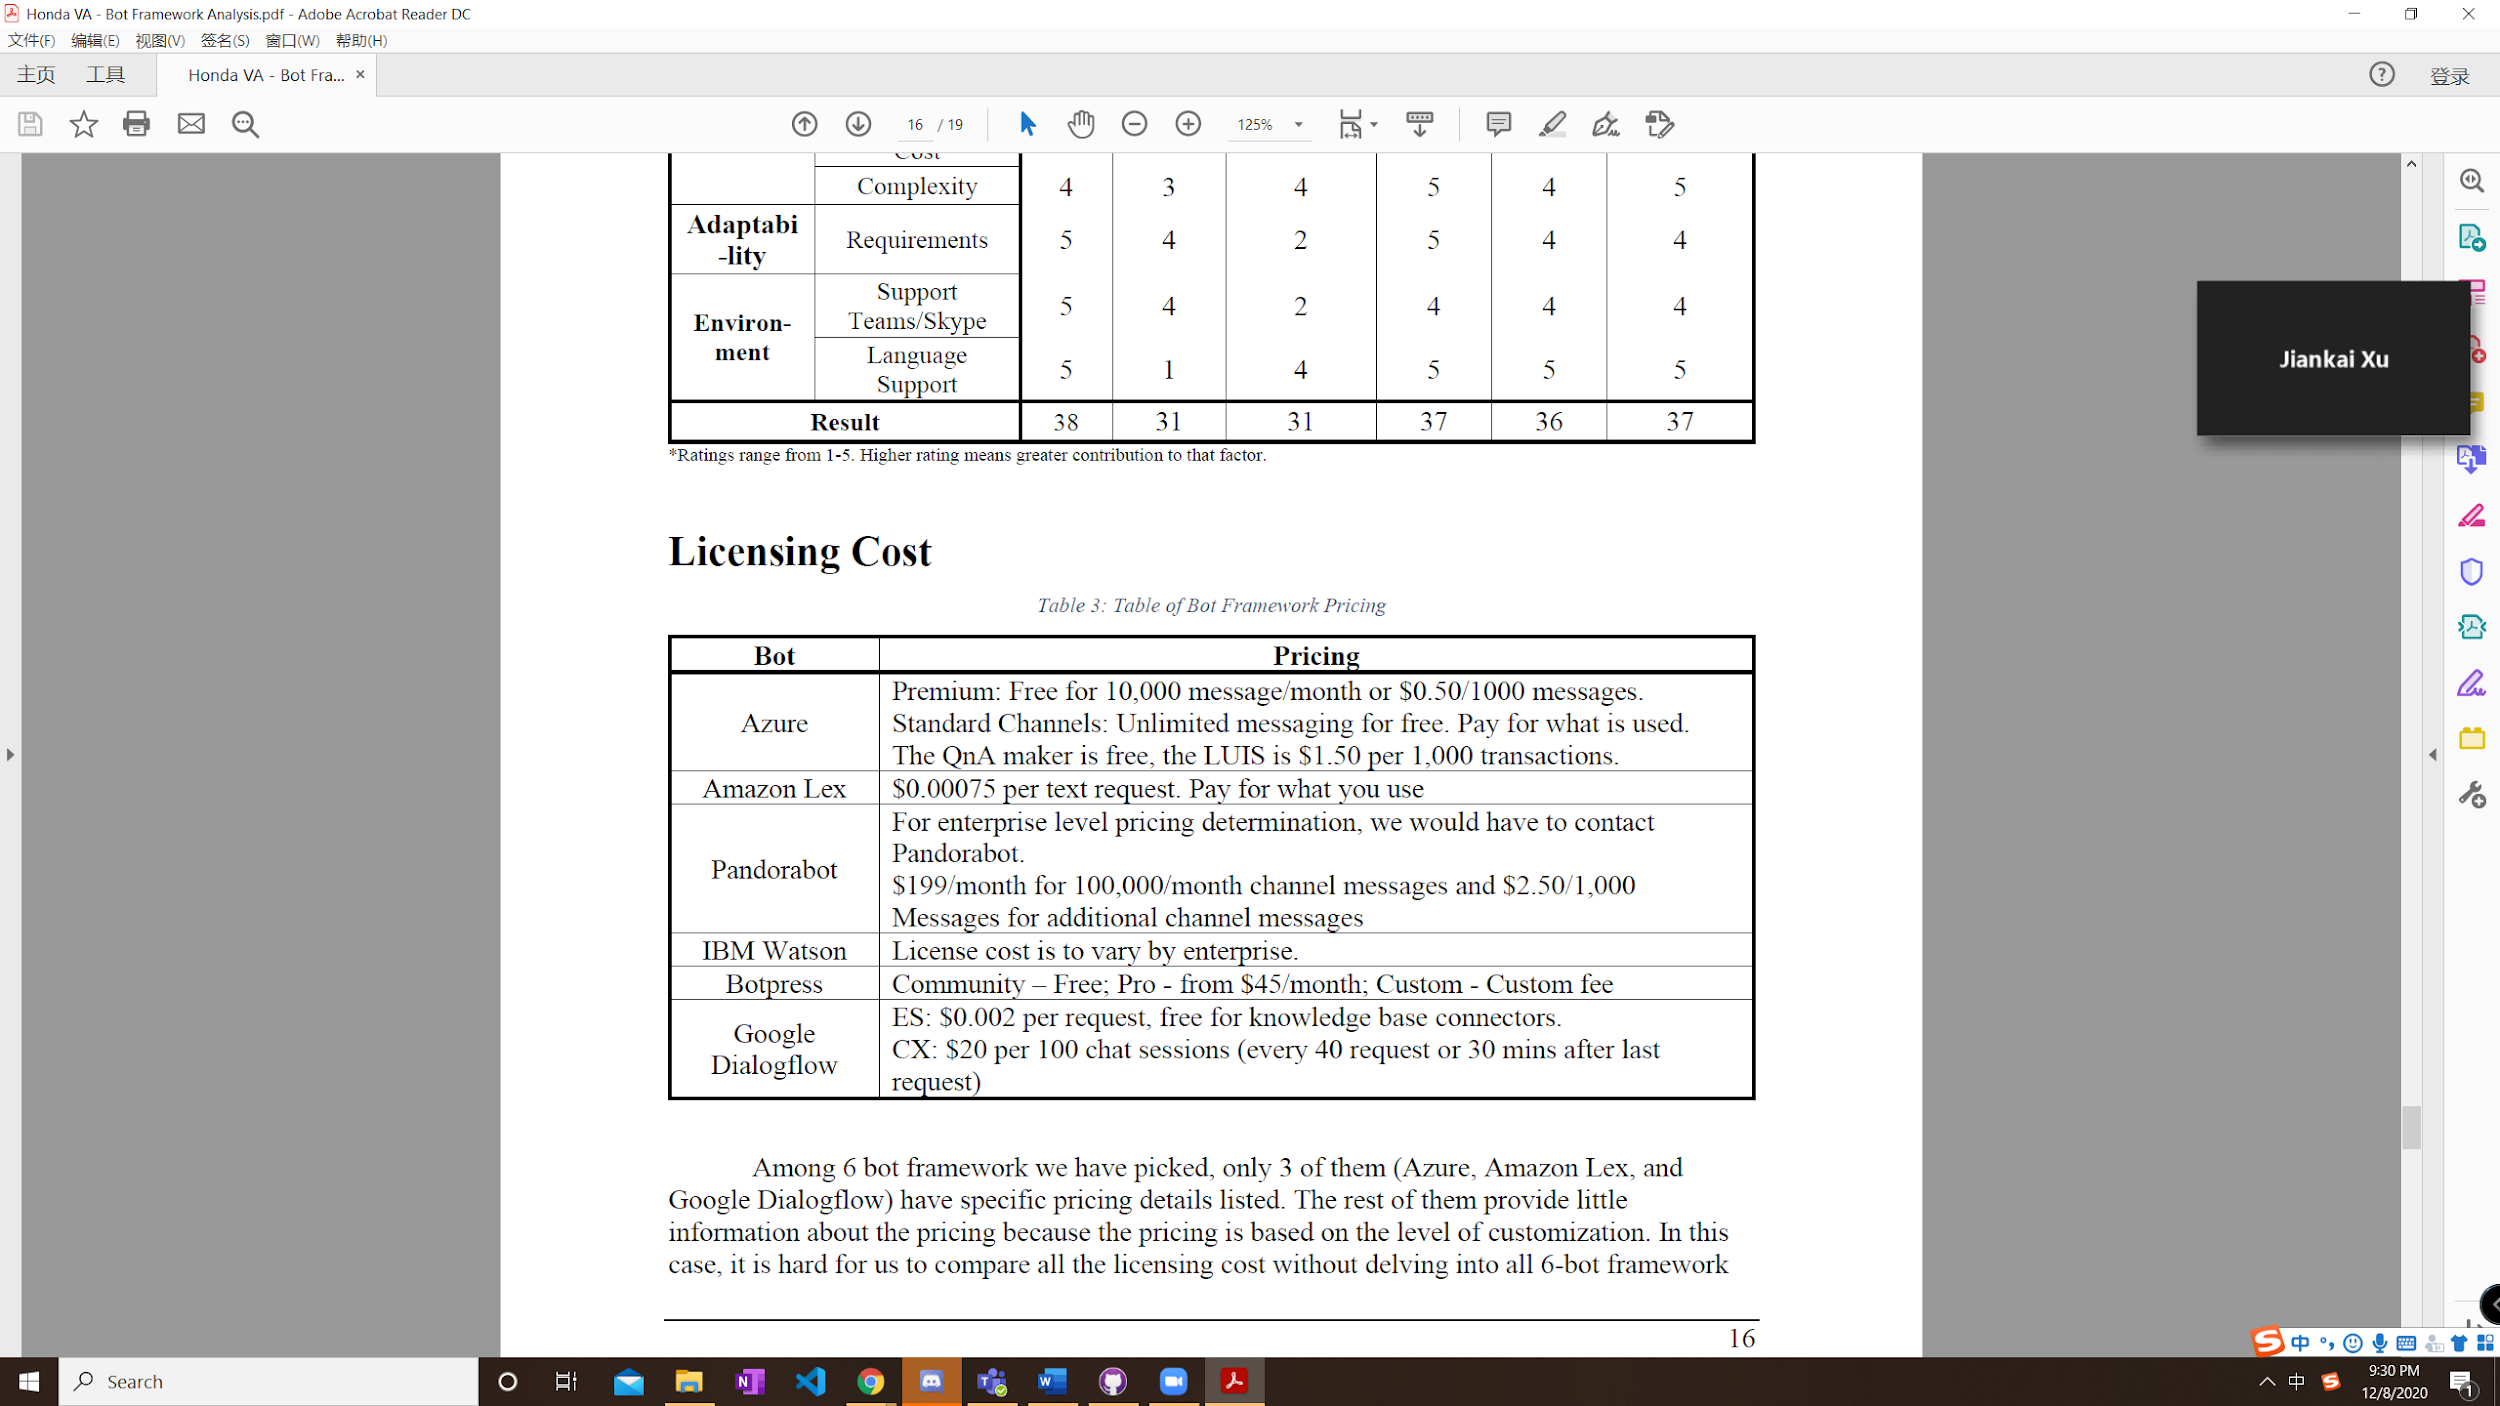 Honda VA - Bot Framework Analysis.pdf - Adobe Acrobat Reader DC
文件(F) 编辑(E) 视图(V) 签名(S) 窗口(W) 帮助(H)
主页 工具 Honda VA - Bot Fra... × 登录
16 / 19 125%
Cost
Complexity 4 3 4 5 4 5
Adaptabi
-lity
Requirements 5 4 2 5 4 4
Environ-
ment
Support
Teams/Skype
5 4 2 4 4 4
Language
Support
5 1 4 5 5 5
Result 38 31 31 37 36 37
*Ratings range from 1-5. Higher rating means greater contribution to that factor.
Jiankai Xu
Licensing Cost
Table 3: Table of Bot Framework Pricing
Bot Pricing
Azure
Premium: Free for 10,000 message/month or $0.50/1000 messages.
Standard Channels: Unlimited messaging for free. Pay for what is used.
The QnA maker is free, the LUIS is $1.50 per 1,000 transactions.
Amazon Lex $0.00075 per text request. Pay for what you use
Pandorabot
For enterprise level pricing determination, we would have to contact
Pandorabot.
$199/month for 100,000/month channel messages and $2.50/1,000
Messages for additional channel messages
IBM Watson License cost is to vary by enterprise.
Botpress Community – Free; Pro - from $45/month; Custom - Custom fee
Google
Dialogflow
ES: $0.002 per request, free for knowledge base connectors.
CX: $20 per 100 chat sessions (every 40 request or 30 mins after last
request)
Among 6 bot framework we have picked, only 3 of them (Azure, Amazon Lex, and
Google Dialogflow) have specific pricing details listed. The rest of them provide little
information about the pricing because the pricing is based on the level of customization. In this
case, it is hard for us to compare all the licensing cost without delving into all 6-bot framework
16
中
Search
中
9:30 PM
12/8/2020
1